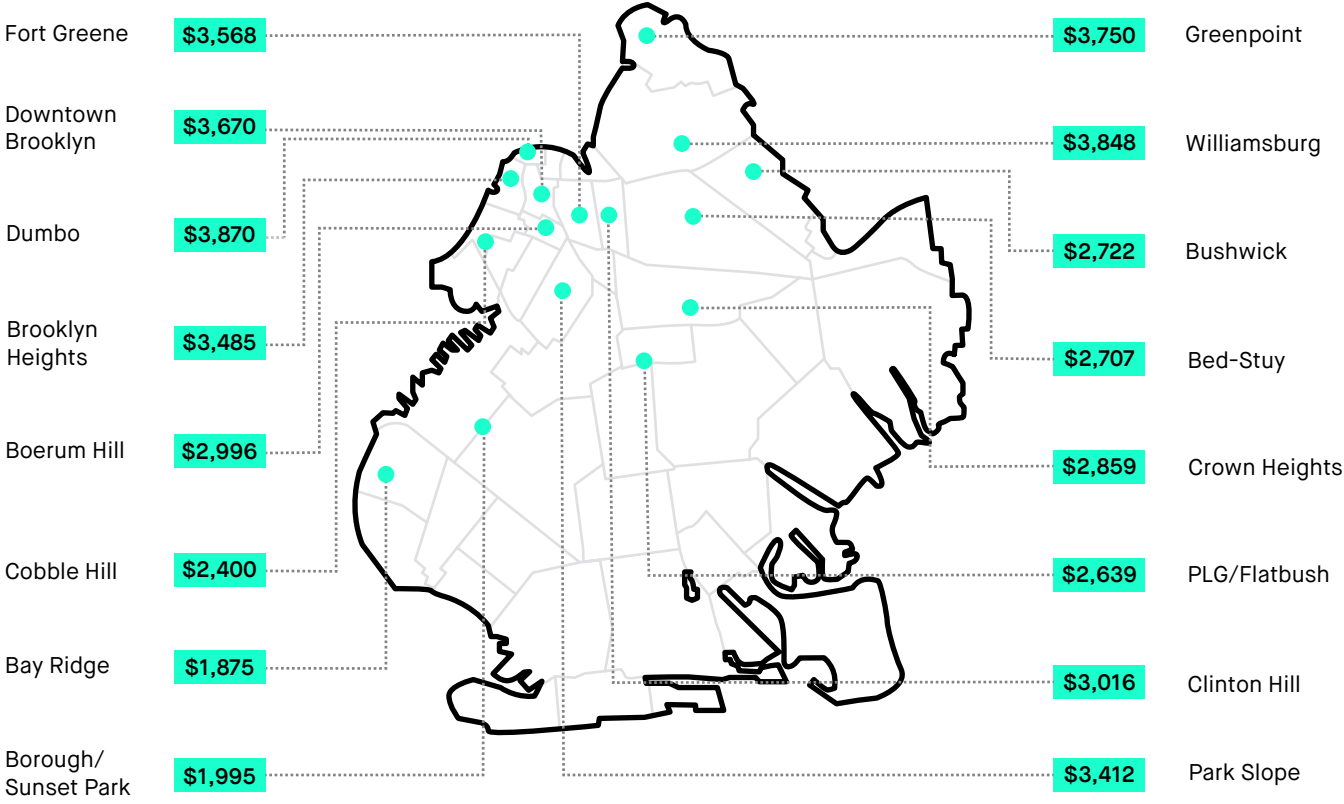 Fort Greene
$3,568
Downtown
Brooklyn
$3,670
Dumbo
$3,870
Brooklyn
Heights
$3,485
Boerum Hill
$2,996
Cobble Hill
$2,400
Bay Ridge
$1,875
Borough/
Sunset Park
$1,995
$3,750
Greenpoint
$3,848
Williamsburg
$2,722
Bushwick
$2,707
Bed-Stuy
$2,859
Crown Heights
$2,639
PLG/Flatbush
$3,016
Clinton Hill
$3,412
Park Slope